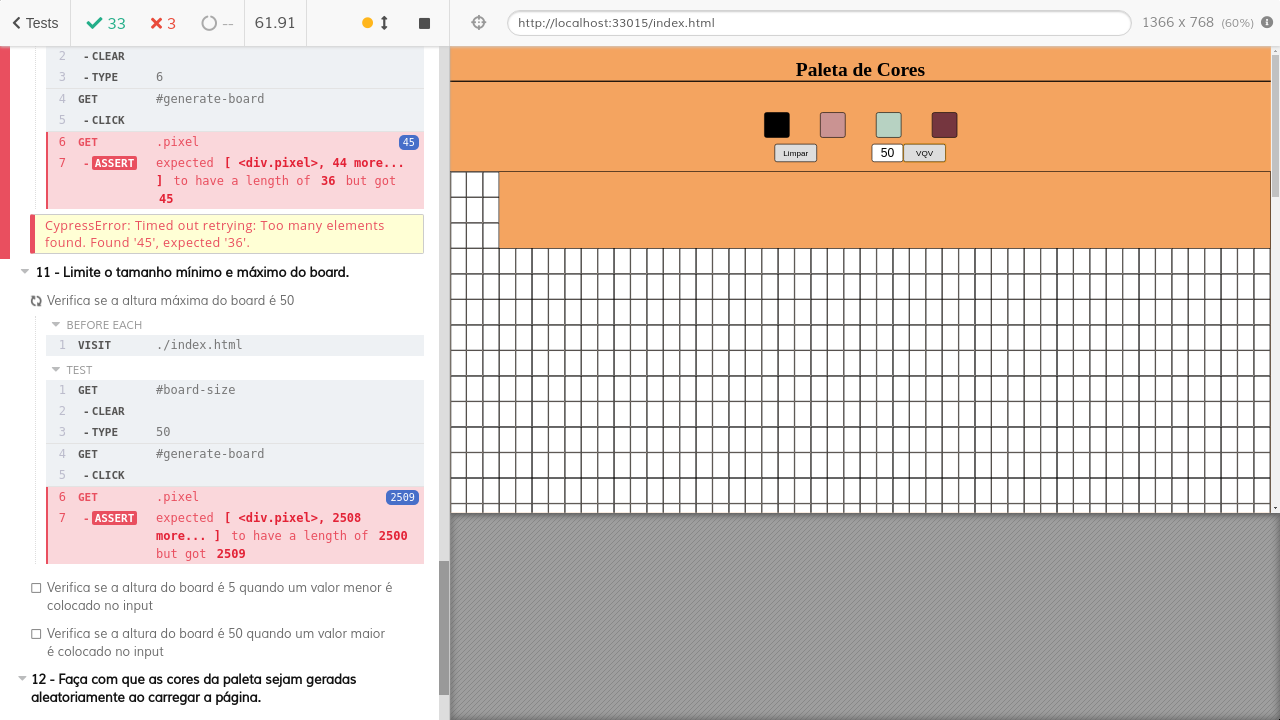 Tests 33 3 -- 61.91 http://localhost:33015/index.html 1366 x 768 (60%)
2 - CLEAR
3 - TYPE 6
4 GET #generate-board
5 - CLICK
6 GET .pixel 45
7 - ASSERT expected [ <div.pixel>, 44 more...
] to have a length of 36 but got
45
CypressError: Timed out retrying: Too many elements
found. Found '45', expected '36'.
11 - Limite o tamanho mínimo e máximo do board.
Verifica se a altura máxima do board é 50
BEFORE EACH
1 VISIT ./index.html
TEST
1 GET #board-size
2 - CLEAR
3 - TYPE 50
4 GET #generate-board
5 - CLICK
6 GET .pixel 2509
7 - ASSERT expected [ <div.pixel>, 2508
more... ] to have a length of 2500
but got 2509
Verifica se a altura do board é 5 quando um valor menor é
colocado no input
Verifica se a altura do board é 50 quando um valor maior
é colocado no input
12 - Faça com que as cores da paleta sejam geradas
aleatoriamente ao carregar a página.
Paleta de Cores
Limpar 50 VQV